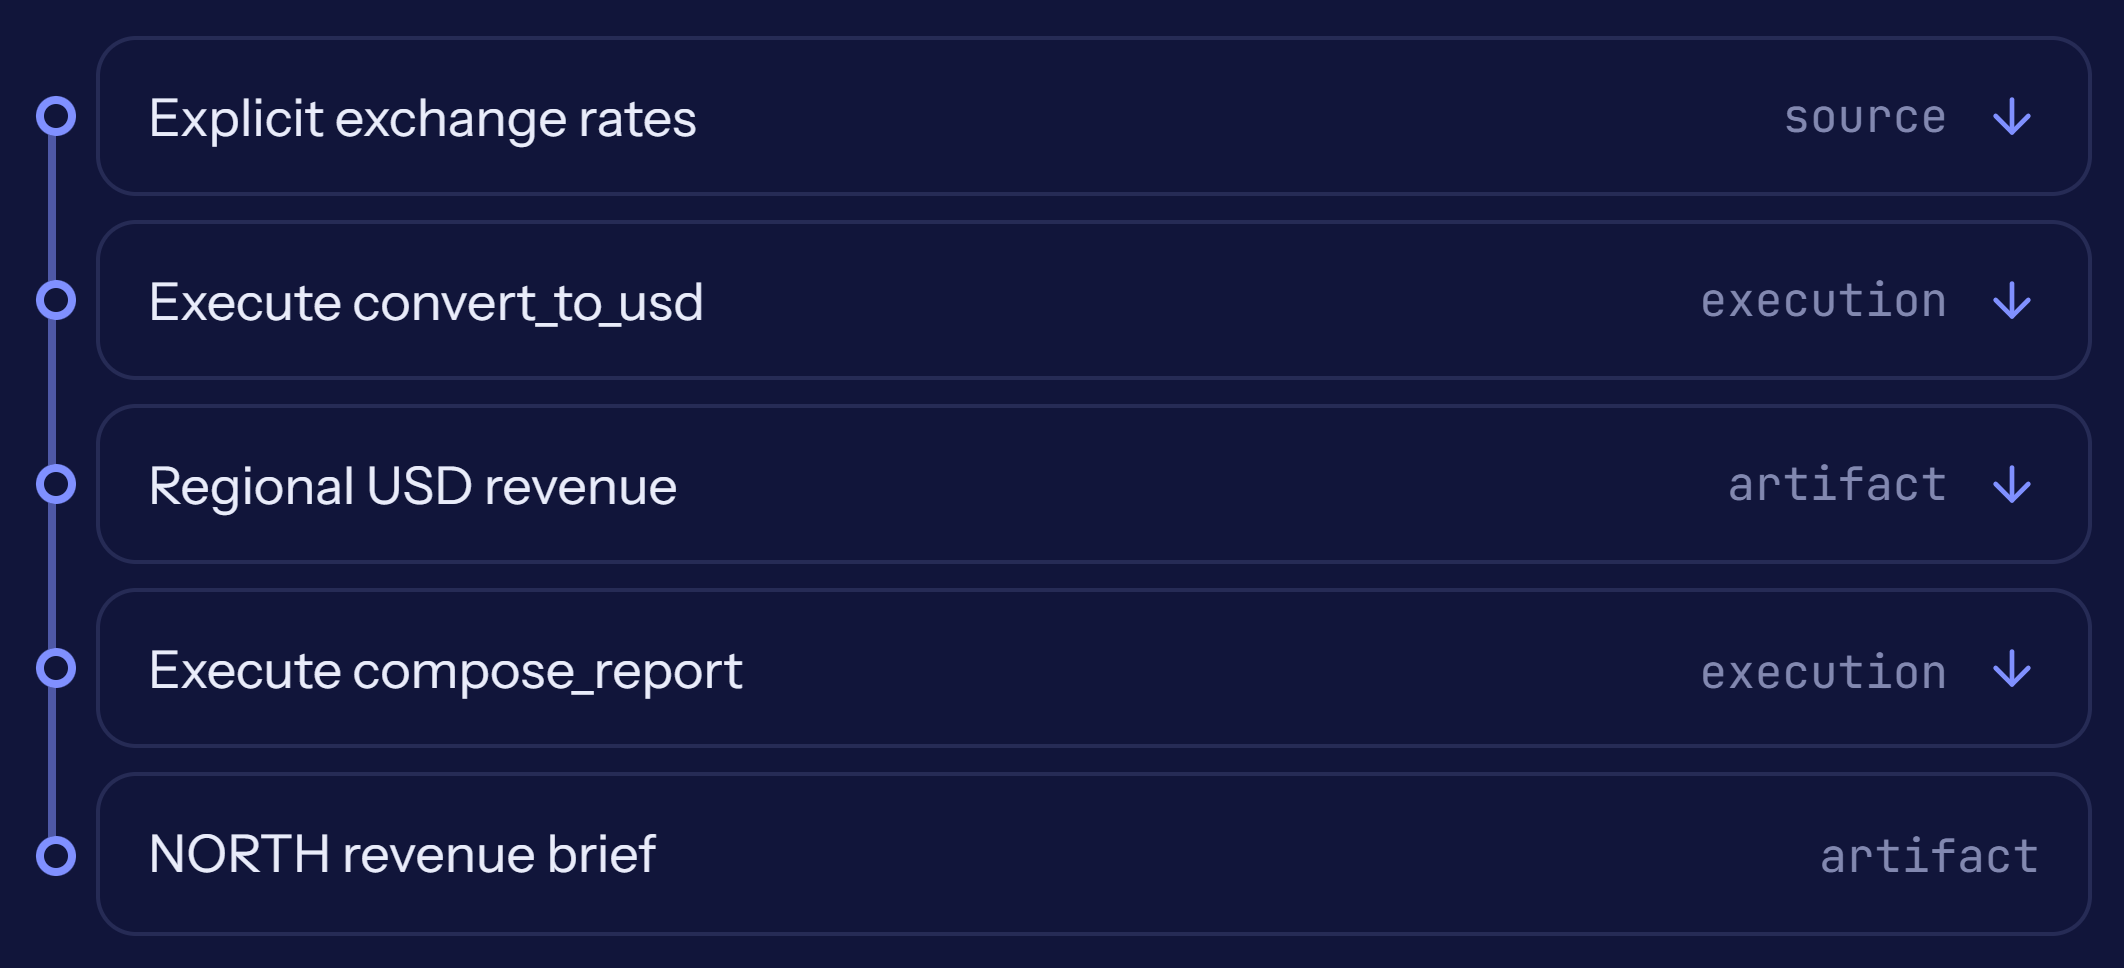 Explicit exchange rates source
Execute convert_to_usd execution
Regional USD revenue artifact
Execute compose_report execution
NORTH revenue brief artifact